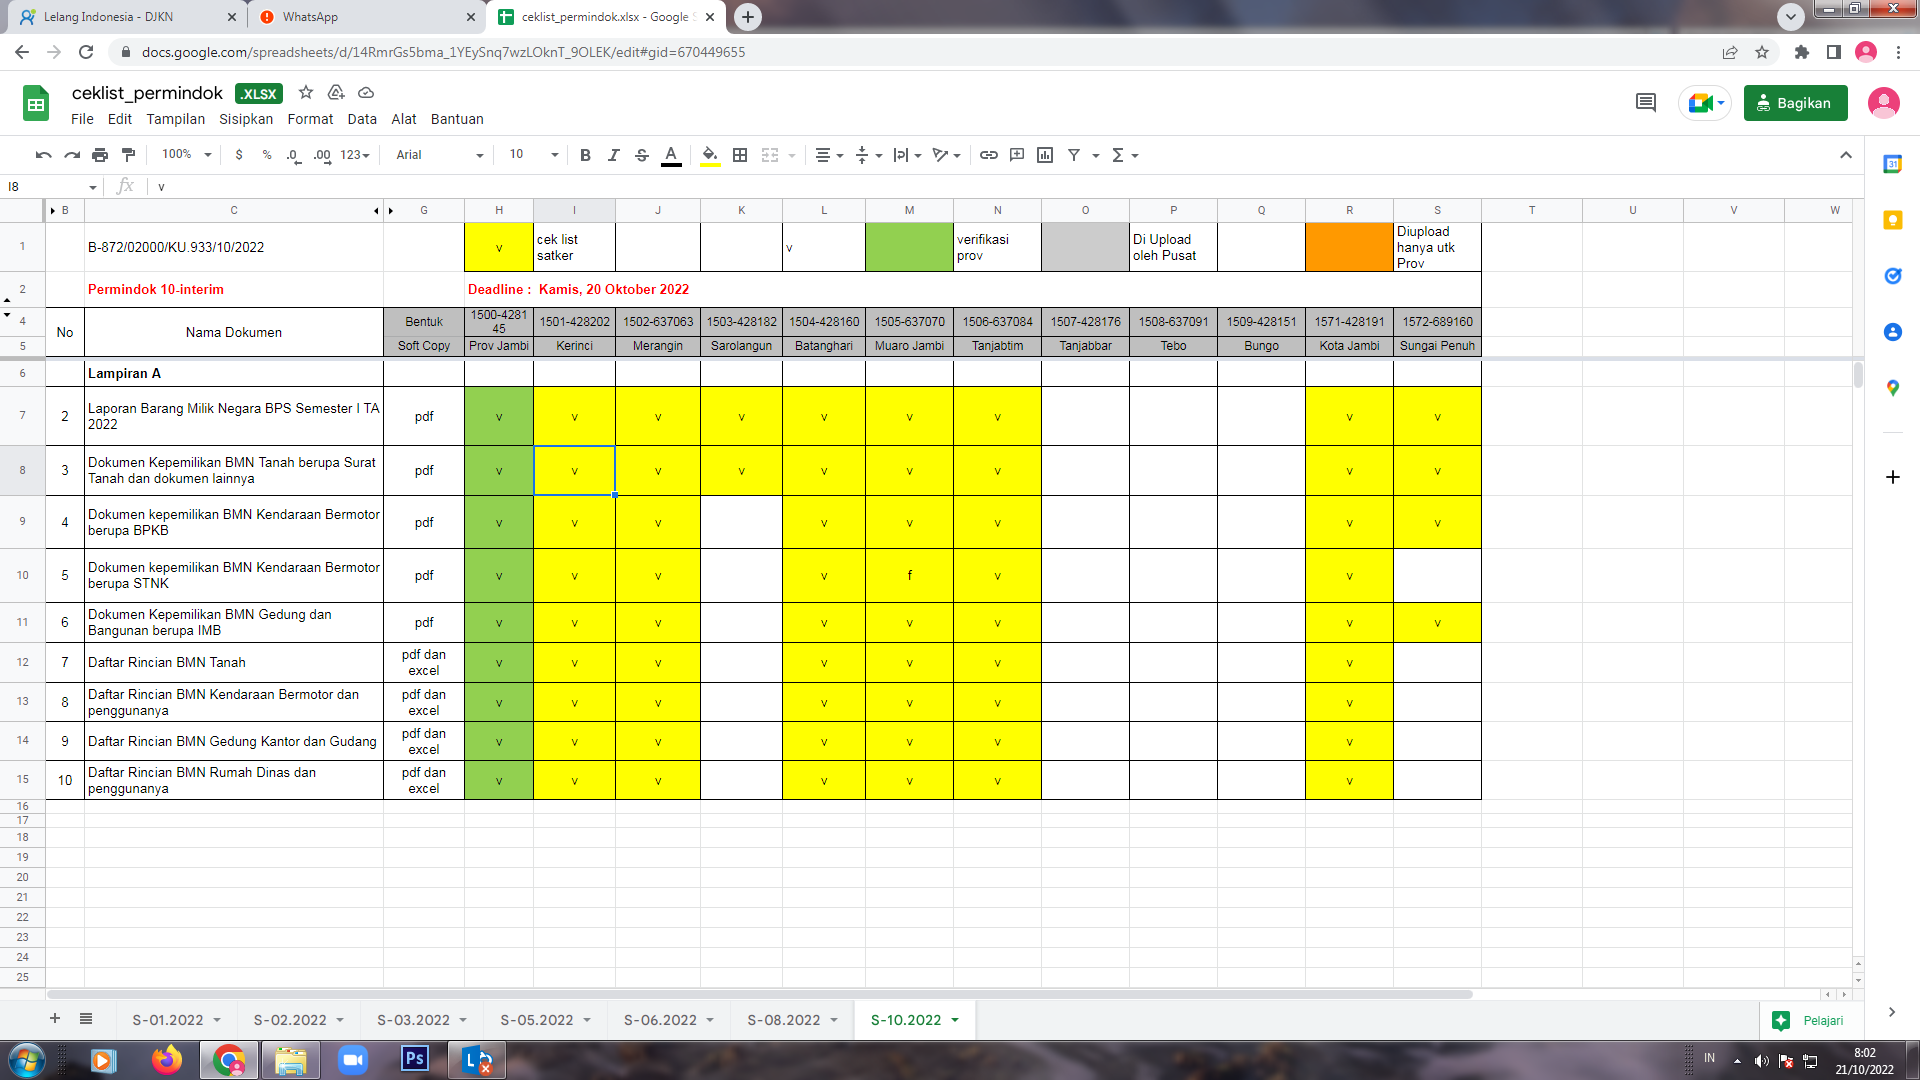 Lelang Indonesia - DJKN
WhatsApp
ceklist_permindok.xlsx - Google S
docs.google.com/spreadsheets/d/14RmrGs5bma_1YEySnq7wzLOknT_9OLEK/edit#gid=670449655
ceklist_permindok .XLSX
File Edit Tampilan Sisipkan Format Data Alat Bantuan
Bagikan
100% $ % .0 .00 123 Arial 10 B I S A
31
I8 fx v
B C G H I J K L M N O P Q R S T U V W
1 B-872/02000/KU.933/10/2022 v cek list satker v verifikasi prov Di Upload oleh Pusat Diupload hanya utk Prov
2 Permindok 10-interim Deadline : Kamis, 20 Oktober 2022
4 No Nama Dokumen Bentuk 1500-428145 1501-428202 1502-637063 1503-428182 1504-428160 1505-637070 1506-637084 1507-428176 1508-637091 1509-428151 1571-428191 1572-689160
5 Soft Copy Prov Jambi Kerinci Merangin Sarolangun Batanghari Muaro Jambi Tanjabtim Tanjabbar Tebo Bungo Kota Jambi Sungai Penuh
6 Lampiran A
7 2 Laporan Barang Milik Negara BPS Semester I TA 2022 pdf v v v v v v v v v
8 3 Dokumen Kepemilikan BMN Tanah berupa Surat Tanah dan dokumen lainnya pdf v v v v v v v v v
9 4 Dokumen kepemilikan BMN Kendaraan Bermotor berupa BPKB pdf v v v v v v v v
10 5 Dokumen kepemilikan BMN Kendaraan Bermotor berupa STNK pdf v v v v f v v
11 6 Dokumen Kepemilikan BMN Gedung dan Bangunan berupa IMB pdf v v v v v v v v
12 7 Daftar Rincian BMN Tanah pdf dan excel v v v v v v v
13 8 Daftar Rincian BMN Kendaraan Bermotor dan penggunanya pdf dan excel v v v v v v v
14 9 Daftar Rincian BMN Gedung Kantor dan Gudang pdf dan excel v v v v v v v
15 10 Daftar Rincian BMN Rumah Dinas dan penggunanya pdf dan excel v v v v v v v
16
17
18
19
20
21
22
23
24
25
S-01.2022 S-02.2022 S-03.2022 S-05.2022 S-06.2022 S-08.2022 S-10.2022
Pelajari
Ps
IN
8:02
21/10/2022